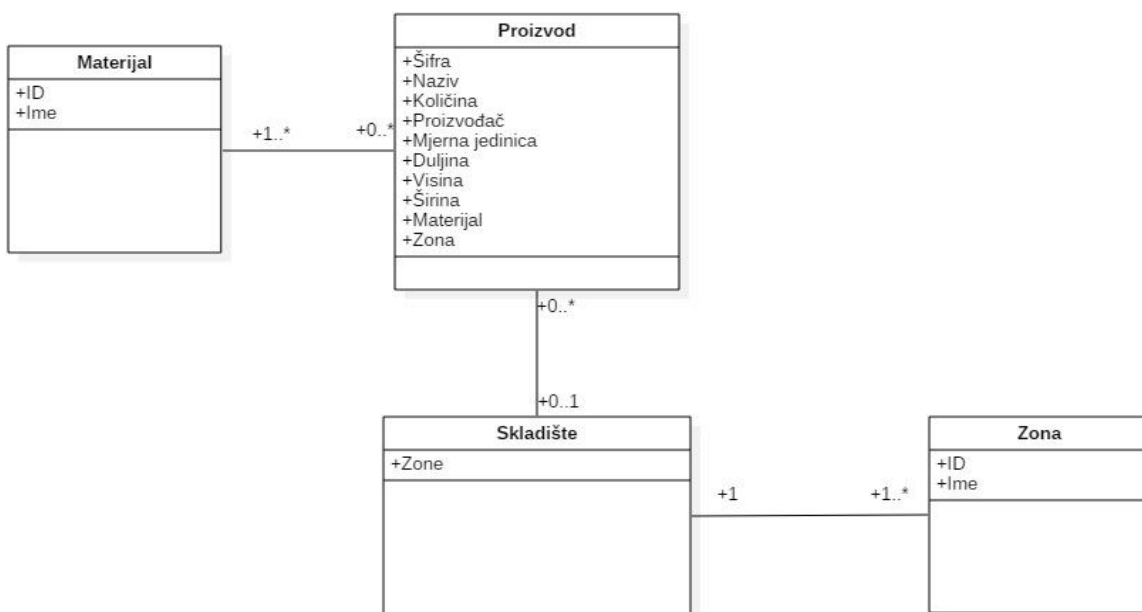 Materijal
+ID
+Ime
+1..*
+0..*
Proizvod
+Šifra
+Naziv
+Količina
+Proizvođač
+Mjerna jedinica
+Duljina
+Visina
+Širina
+Materijal
+Zona
+0..*
+0..1
Skladište
+Zone
+1
+1..*
Zona
+ID
+Ime